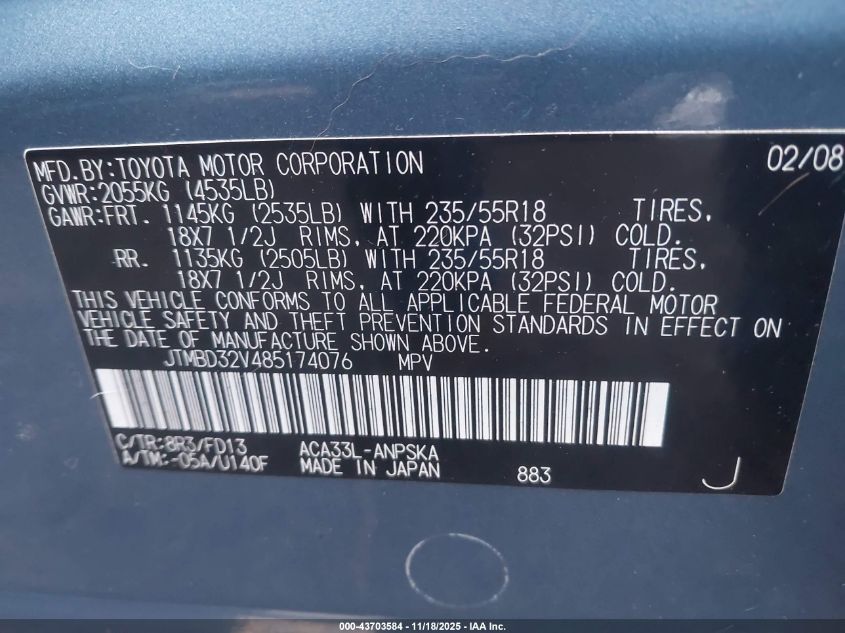 MFD.BY:TOYOTA MOTOR CORPORATION 02/08
GVWR:2055KG (4535LB)
GAWR:FRT. 1145KG (2535LB) WITH 235/55R18 TIRES,
18X7 1/2J RIMS, AT 220KPA (32PSI) COLD.
RR. 1135KG (2505LB) WITH 235/55R18 TIRES,
18X7 1/2J RIMS, AT 220KPA (32PSI) COLD.
THIS VEHICLE CONFORMS TO ALL APPLICABLE FEDERAL MOTOR
VEHICLE SAFETY AND THEFT PREVENTION STANDARDS IN EFFECT ON
THE DATE OF MANUFACTURE SHOWN ABOVE.
JTMBD32V485174076 MPV
C/TR:8R3/FD13 ACA33L-ANPSKA
A/TM:-05A/U140F MADE IN JAPAN 883 J
000-43703584 - 11/18/2025 - IAA Inc.